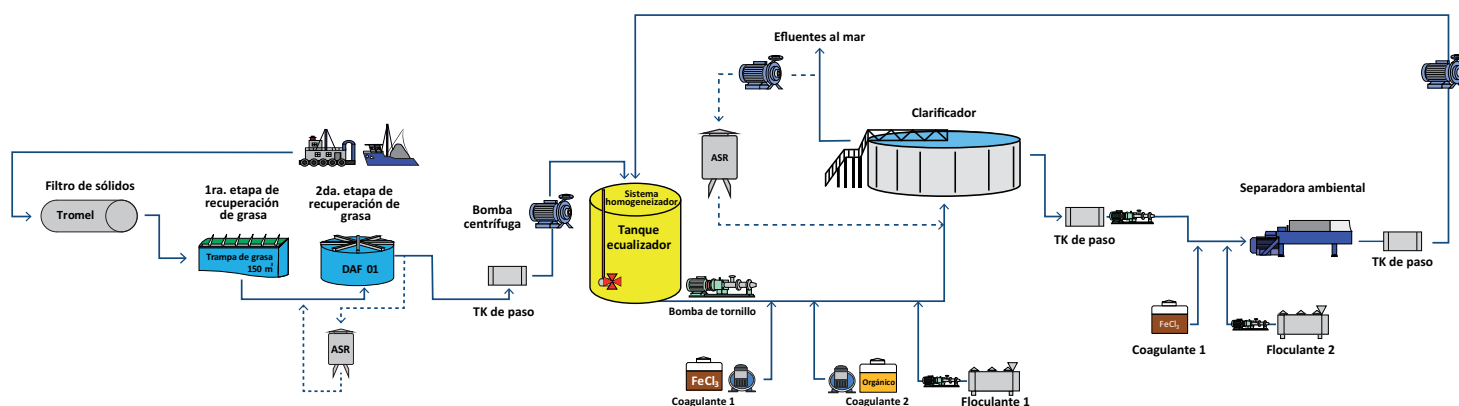 Efluentes al mar
Clarificador
ASR
Filtro de sólidos
Tromel
1ra. etapa de
recuperación
de grasa
2da. etapa de
recuperación de
grasa
Trampa de grasa
150 m³
DAF 01
ASR
Bomba
centrífuga
TK de paso
Sistema
homogeneizador
Tanque
ecualizador
Bomba de tornillo
FeCl₃
Coagulante 1
Orgánico
Coagulante 2
Floculante 1
TK de paso
Separadora ambiental
TK de paso
FeCl₃
Coagulante 1
Floculante 2